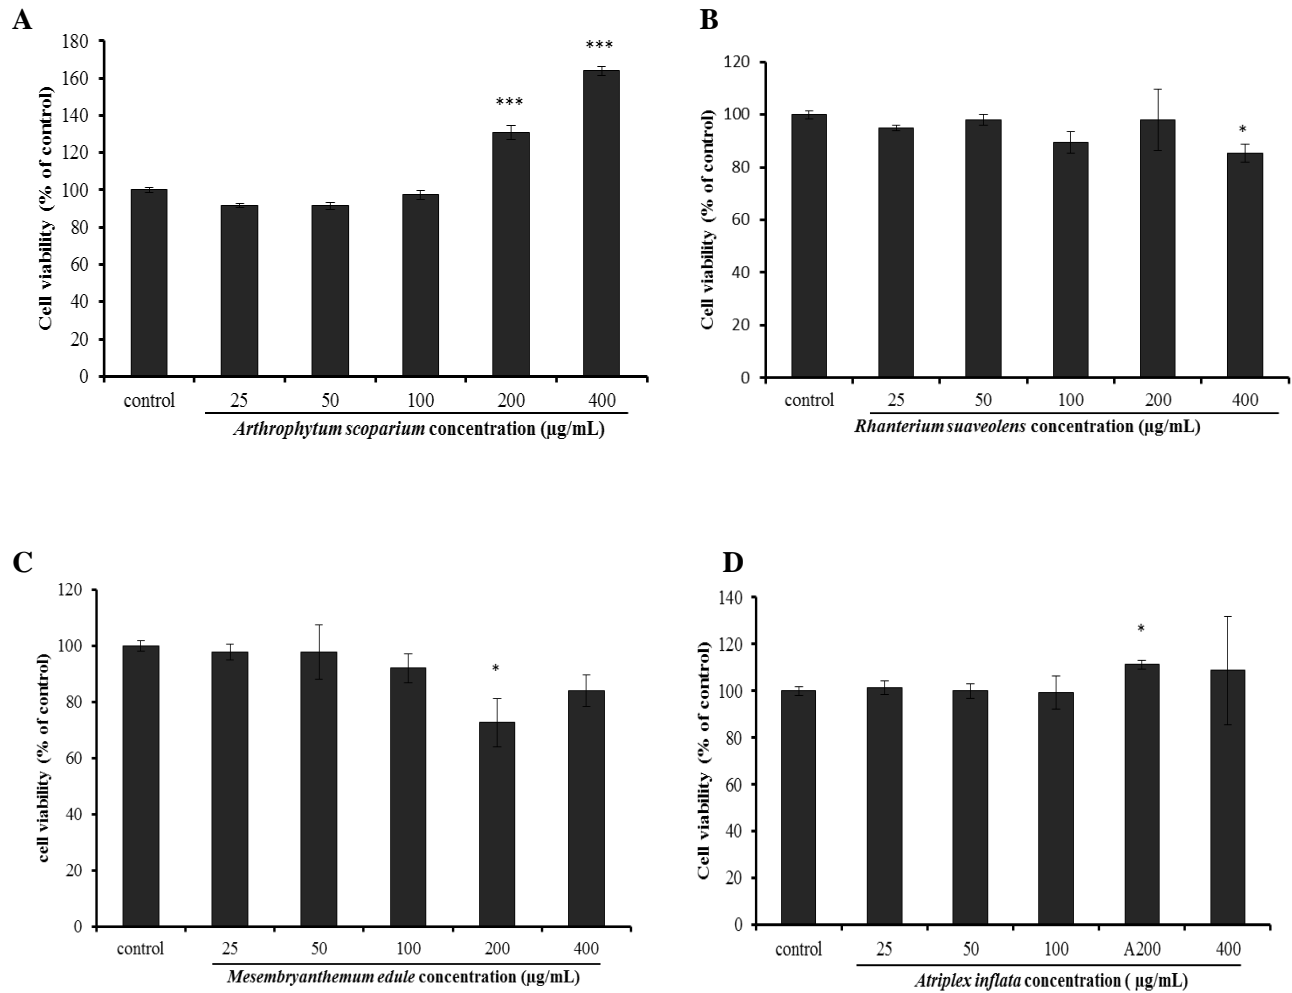 A
180
160
140
120
100
80
60
40
20
0
Cell viability (% of control)
***
***
control 25 50 100 200 400
Arthrophytum scoparium concentration (µg/mL)
B
120
100
80
60
40
20
0
Cell viability (% of control)
*
control 25 50 100 200 400
Rhanterium suaveolens concentration (µg/mL)
C
120
100
80
60
40
20
0
cell viability (% of control)
*
control 25 50 100 200 400
Mesembryanthemum edule concentration (µg/mL)
D
140
120
100
80
60
40
20
0
Cell viability (% of control)
*
control 25 50 100 A200 400
Atriplex inflata concentration ( µg/mL)